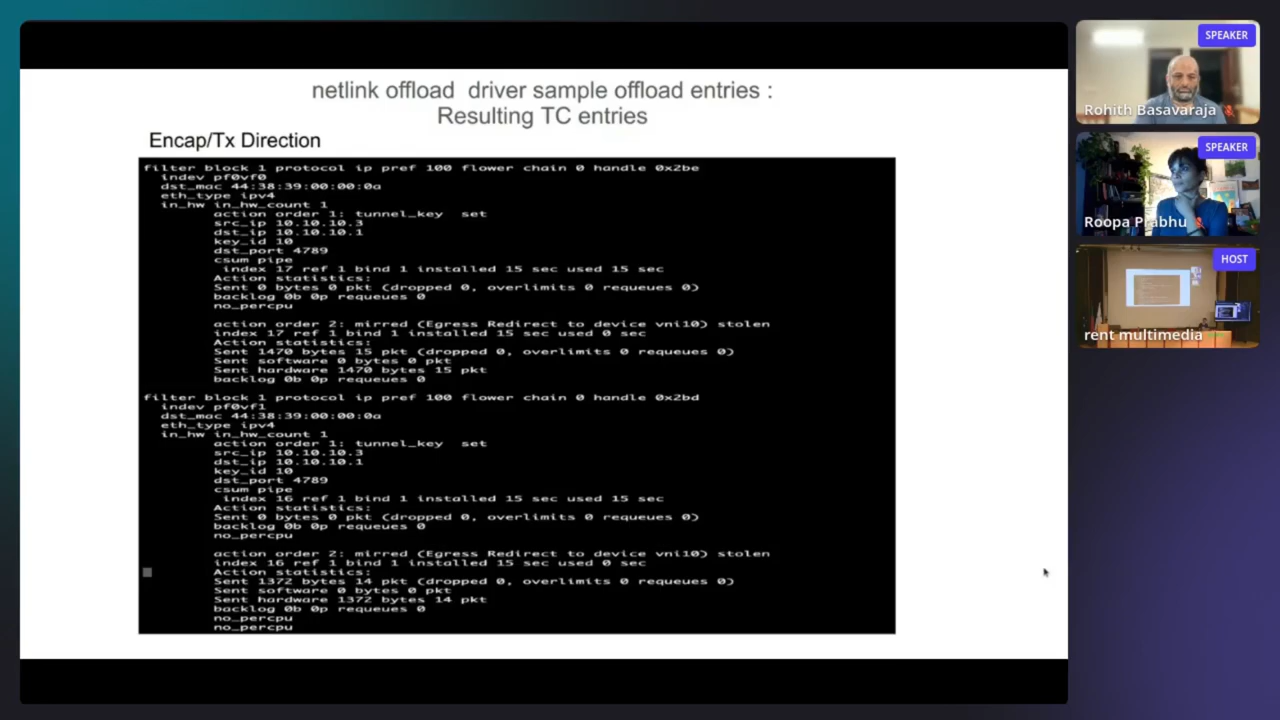 netlink offload driver sample offload entries :
Resulting TC entries
Encap/Tx Direction
filter block 1 protocol ip pref 100 flower chain 0 handle 0x2be
indev pf0vf0
dst_mac 44:38:39:00:00:0a
eth_type ipv4
in_hw in_hw_count 1
action order 1: tunnel_key set
src_ip 10.10.10.3
dst_ip 10.10.10.1
key_id 10
dst_port 4789
csum pipe
index 17 ref 1 bind 1 installed 15 sec used 15 sec
Action statistics:
Sent 0 bytes 0 pkt (dropped 0, overlimits 0 requeues 0)
backlog 0b 0p requeues 0
no_percpu
action order 2: mirred (Egress Redirect to device vni10) stolen
index 17 ref 1 bind 1 installed 15 sec used 0 sec
Action statistics:
Sent 1470 bytes 15 pkt (dropped 0, overlimits 0 requeues 0)
Sent software 0 bytes 0 pkt
Sent hardware 1470 bytes 15 pkt
backlog 0b 0p requeues 0
filter block 1 protocol ip pref 100 flower chain 0 handle 0x2bd
indev pf0vf1
dst_mac 44:38:39:00:00:0a
eth_type ipv4
in_hw in_hw_count 1
action order 1: tunnel_key set
src_ip 10.10.10.3
dst_ip 10.10.10.1
key_id 10
dst_port 4789
csum pipe
index 16 ref 1 bind 1 installed 15 sec used 15 sec
Action statistics:
Sent 0 bytes 0 pkt (dropped 0, overlimits 0 requeues 0)
backlog 0b 0p requeues 0
no_percpu
action order 2: mirred (Egress Redirect to device vni10) stolen
index 16 ref 1 bind 1 installed 15 sec used 0 sec
Action statistics:
Sent 1372 bytes 14 pkt (dropped 0, overlimits 0 requeues 0)
Sent software 0 bytes 0 pkt
Sent hardware 1372 bytes 14 pkt
backlog 0b 0p requeues 0
no_percpu
no_percpu
SPEAKER
Rohith Basavaraja
SPEAKER
Roopa Prabhu
HOST
rent multimedia